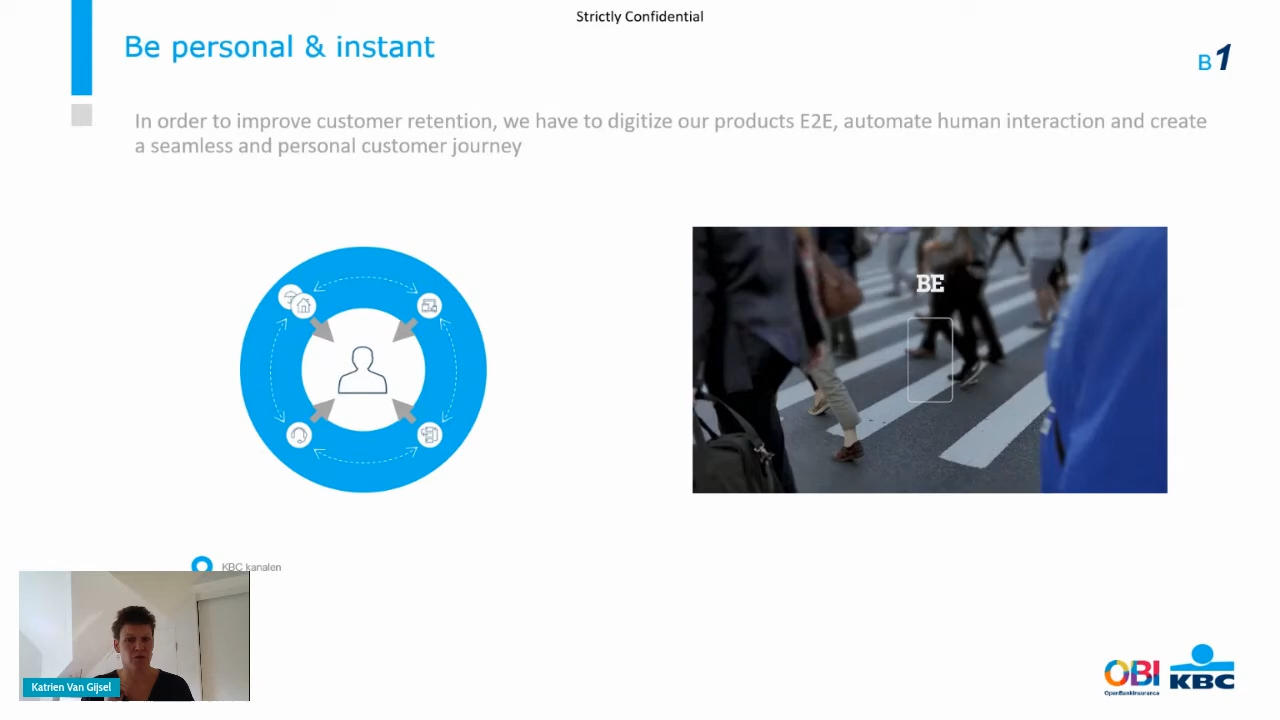 Strictly Confidential
Be personal & instant
B1
In order to improve customer retention, we have to digitize our products E2E, automate human interaction and create
a seamless and personal customer journey
BE
KBC kanalen
Katrien Van Gijsel
OBI
OpenBankInsurance
KBC